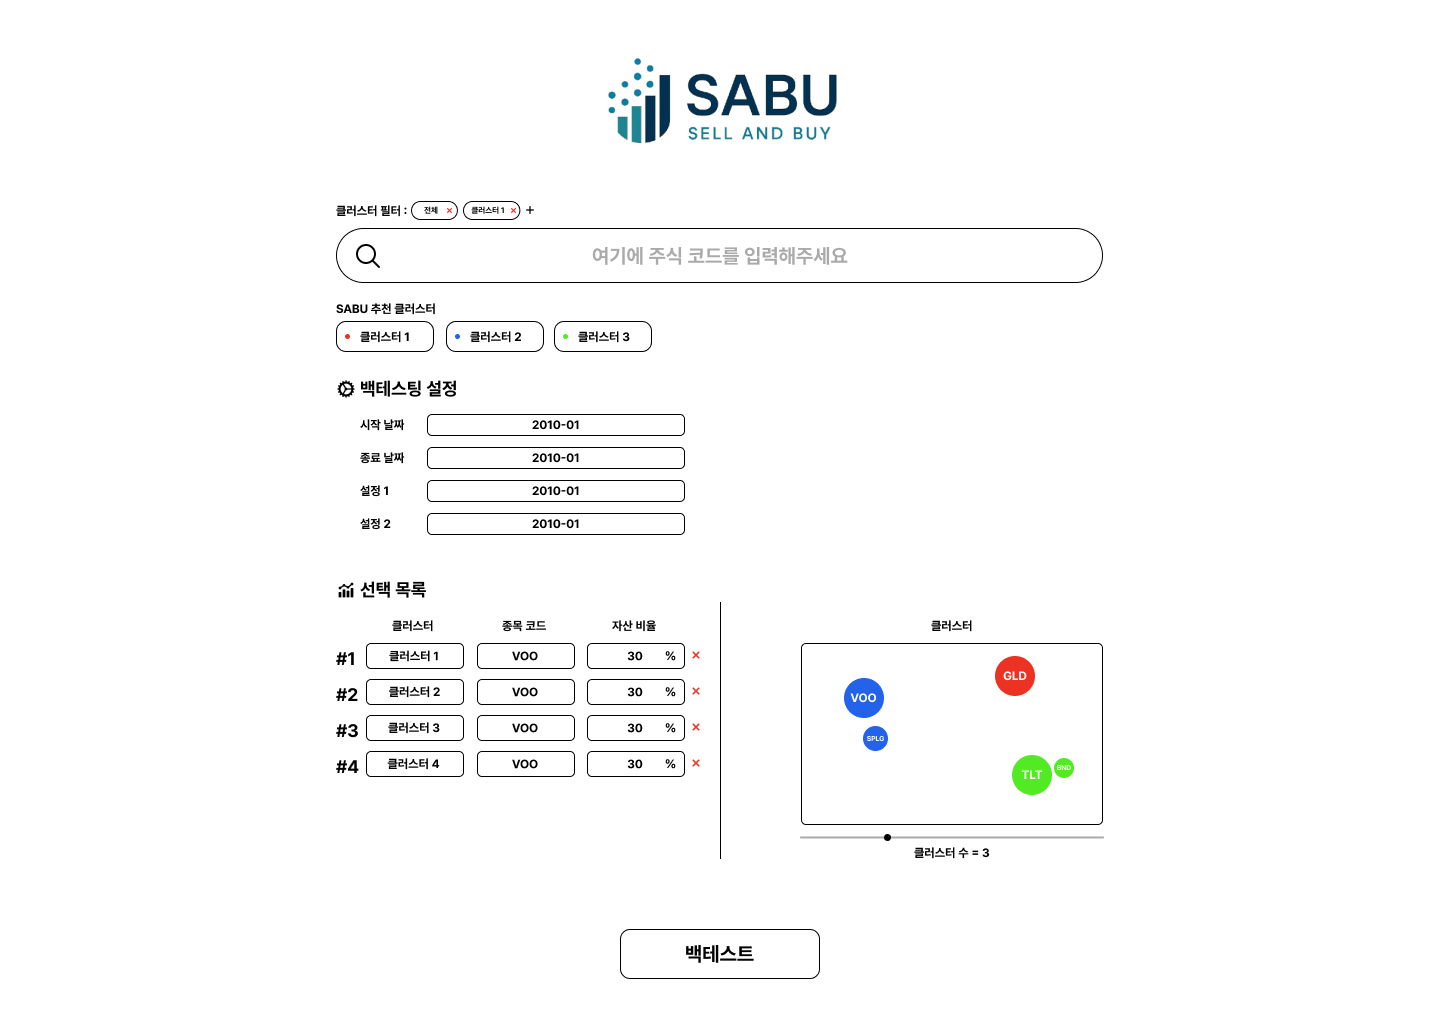 SABU
SELL AND BUY
클러스터 필터 : 전체 × 클러스터 1 × +
여기에 주식 코드를 입력해주세요
SABU 추천 클러스터
클러스터 1 클러스터 2 클러스터 3
백테스팅 설정
시작 날짜 2010-01
종료 날짜 2010-01
설정 1 2010-01
설정 2 2010-01
선택 목록
클러스터 종목 코드 자산 비율
#1 클러스터 1 VOO 30 % ×
#2 클러스터 2 VOO 30 % ×
#3 클러스터 3 VOO 30 % ×
#4 클러스터 4 VOO 30 % ×
클러스터
GLD
VOO
SPLG
TLT BND
클러스터 수 = 3
백테스트